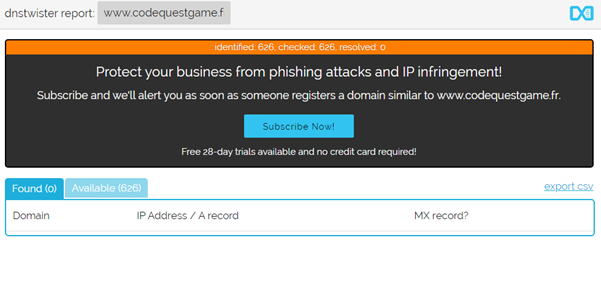 dnstwister report: www.codequestgame.f
identified: 626, checked: 626, resolved: 0
Protect your business from phishing attacks and IP infringement!
Subscribe and we'll alert you as soon as someone registers a domain similar to www.codequestgame.fr.
Subscribe Now!
Free 28-day trials available and no credit card required!
Found (0) Available (626) export csv
Domain IP Address / A record MX record?